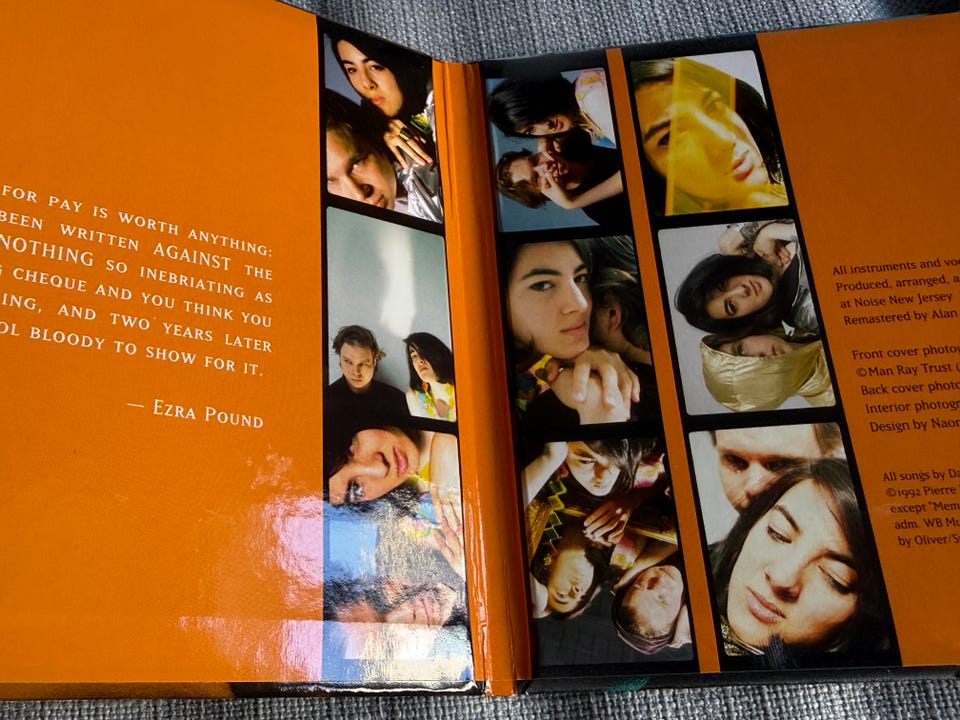 FOR PAY IS WORTH ANYTHING;
BEEN WRITTEN AGAINST THE
NOTHING SO INEBRIATING AS
CHEQUE AND YOU THINK YOU
ING, AND TWO YEARS LATER
OL BLOODY TO SHOW FOR IT.
— EZRA POUND
All instruments and voc
Produced, arranged, a
at Noise New Jersey
Remastered by Alan
Front cover photog
©Man Ray Trust (
Back cover photo
Interior photogr
Design by Naom
All songs by Da
©1992 Pierre
except "Mem
adm. WB Mu
by Oliver/S